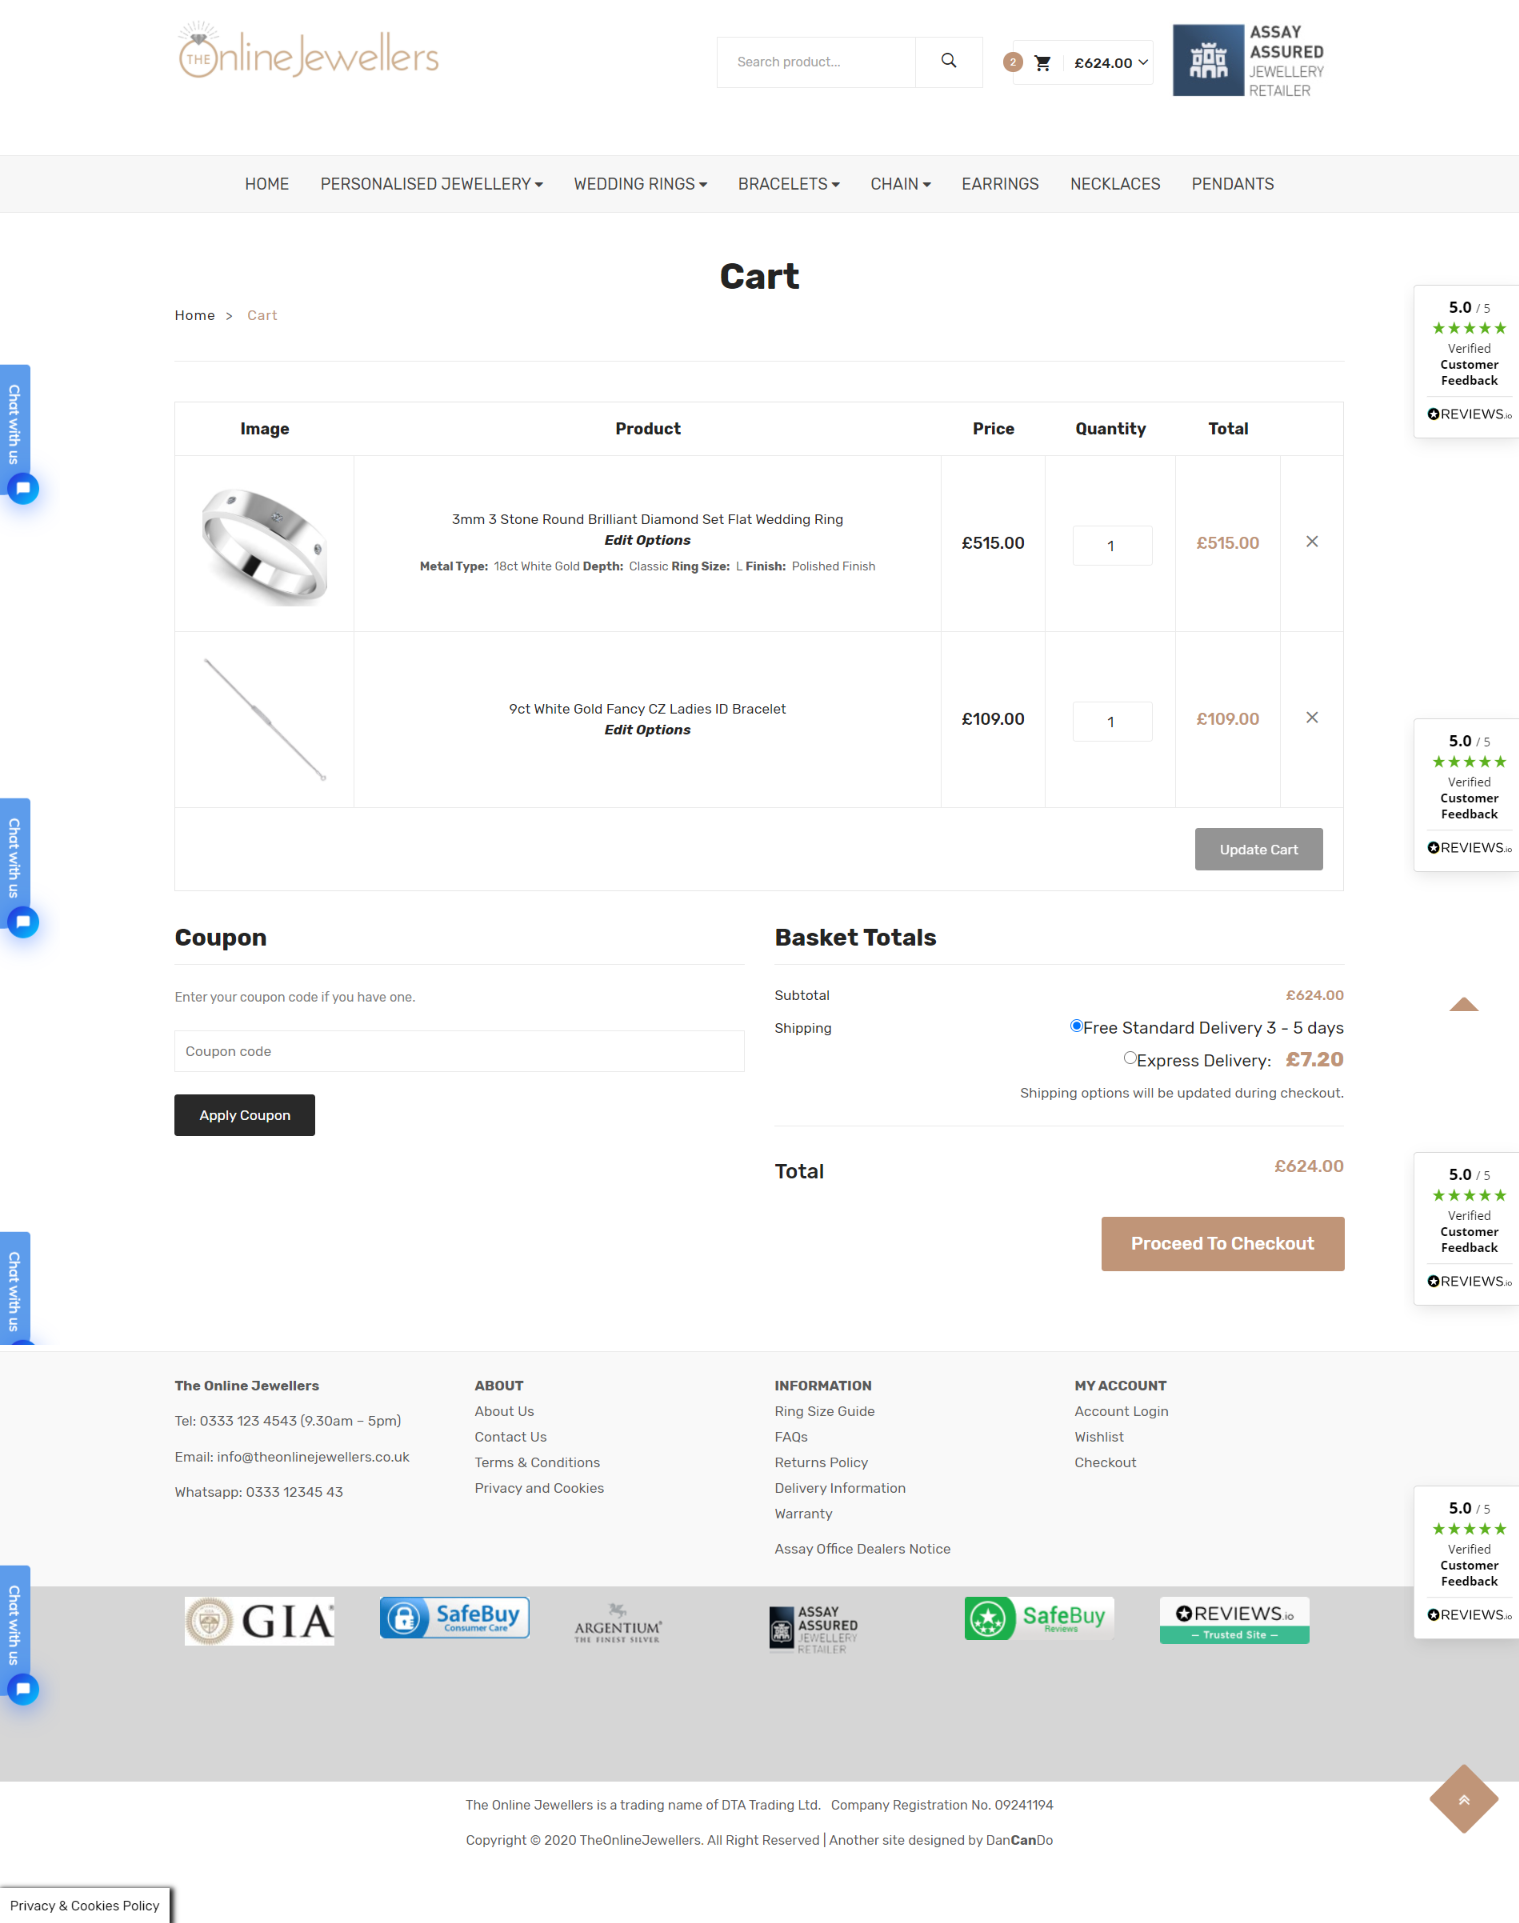 THE OnlineJewellers
Search product...
2
£624.00
ASSAY
ASSURED
JEWELLERY
RETAILER
HOME PERSONALISED JEWELLERY WEDDING RINGS BRACELETS CHAIN EARRINGS NECKLACES PENDANTS
Cart
Home > Cart
5.0 / 5
Verified
Customer
Feedback
REVIEWS.io
Chat with us
Image Product Price Quantity Total
3mm 3 Stone Round Brilliant Diamond Set Flat Wedding Ring
Edit Options
Metal Type: 18ct White Gold Depth: Classic Ring Size: L Finish: Polished Finish
£515.00 1 £515.00 ×
9ct White Gold Fancy CZ Ladies ID Bracelet
Edit Options
£109.00 1 £109.00 ×
5.0 / 5
Verified
Customer
Feedback
REVIEWS.io
Chat with us
Update Cart
Coupon
Enter your coupon code if you have one.
Coupon code
Apply Coupon
Basket Totals
Subtotal £624.00
Shipping Free Standard Delivery 3 - 5 days
Express Delivery: £7.20
Shipping options will be updated during checkout.
Total £624.00
Proceed To Checkout
5.0 / 5
Verified
Customer
Feedback
REVIEWS.io
Chat with us
The Online Jewellers
Tel: 0333 123 4543 (9.30am – 5pm)
Email: info@theonlinejewellers.co.uk
Whatsapp: 0333 12345 43
ABOUT
About Us
Contact Us
Terms & Conditions
Privacy and Cookies
INFORMATION
Ring Size Guide
FAQs
Returns Policy
Delivery Information
Warranty
Assay Office Dealers Notice
MY ACCOUNT
Account Login
Wishlist
Checkout
5.0 / 5
Verified
Customer
Feedback
REVIEWS.io
Chat with us
GIA
SafeBuy
Consumer Care
ARGENTIUM
THE FINEST SILVER
ASSAY
ASSURED
JEWELLERY
RETAILER
SafeBuy
Reviews
REVIEWS.io
— Trusted Site —
The Online Jewellers is a trading name of DTA Trading Ltd. Company Registration No. 09241194
Copyright © 2020 TheOnlineJewellers. All Right Reserved | Another site designed by DanCanDo
Privacy & Cookies Policy